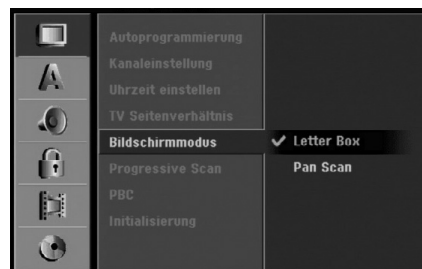 Autoprogrammierung
Kanaleinstellung
Uhrzeit einstellen
TV Seitenverhältnis
Bildschirmmodus
✔ Letter Box
Progressive Scan
Pan Scan
PBC
Initialisierung
A